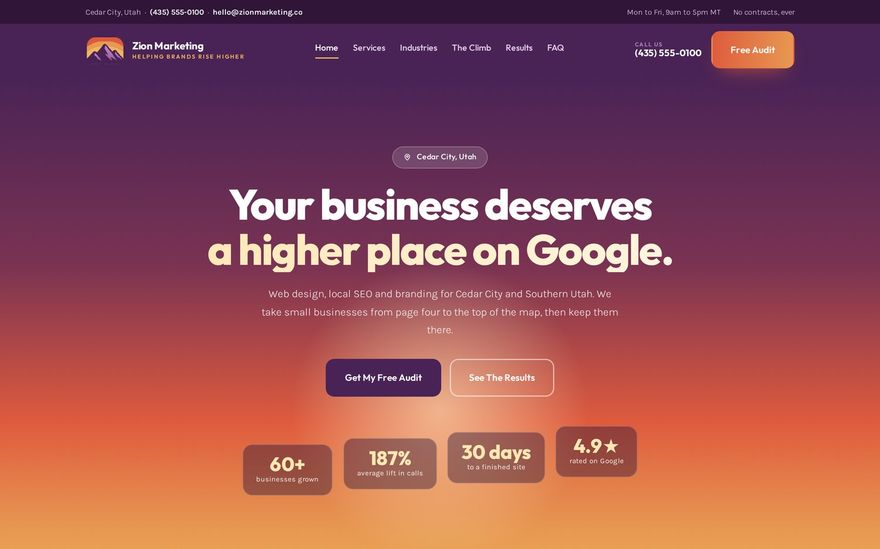 Cedar City, Utah · (435) 555-0100 · hello@zionmarketing.co
Mon to Fri, 9am to 5pm MT No contracts, ever
Zion Marketing
HELPING BRANDS RISE HIGHER
Home Services Industries The Climb Results FAQ
CALL US
(435) 555-0100
Free Audit
Cedar City, Utah
Your business deserves
a higher place on Google.
Web design, local SEO and branding for Cedar City and Southern Utah. We
take small businesses from page four to the top of the map, then keep them
there.
Get My Free Audit
See The Results
60+
businesses grown
187%
average lift in calls
30 days
to a finished site
4.9★
rated on Google